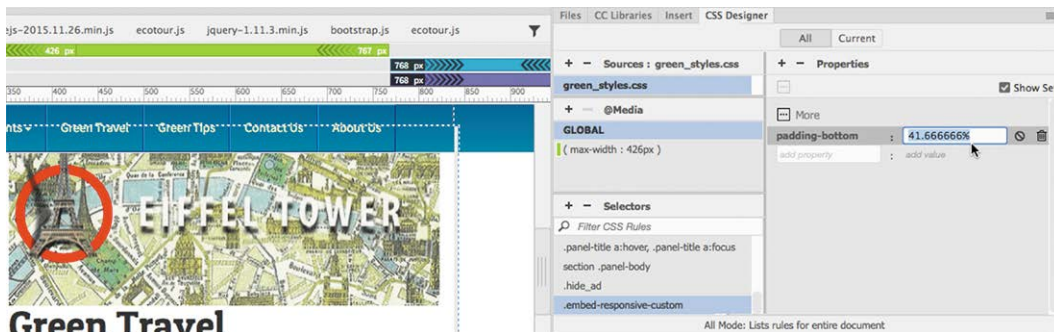 ejs-2015.11.26.min.js ecotour.js jquery-1.11.3.min.js bootstrap.js ecotour.js
426 px 767 px
768 px
768 px
350 400 450 500 550 600 650 700 750 800 850 900
nts Green Travel Green Tips Contact Us About Us
EIFFEL TOWER
Green Travel
Files CC Libraries Insert CSS Designer
All Current
+ - Sources : green_styles.css
green_styles.css
+ - @Media
GLOBAL
( max-width : 426px )
+ - Selectors
Filter CSS Rules
.panel-title a:hover, .panel-title a:focus
section .panel-body
.hide_ad
.embed-responsive-custom
+ - Properties
Show Se
More
padding-bottom : 41.666666%
add property : add value
All Mode: Lists rules for entire document